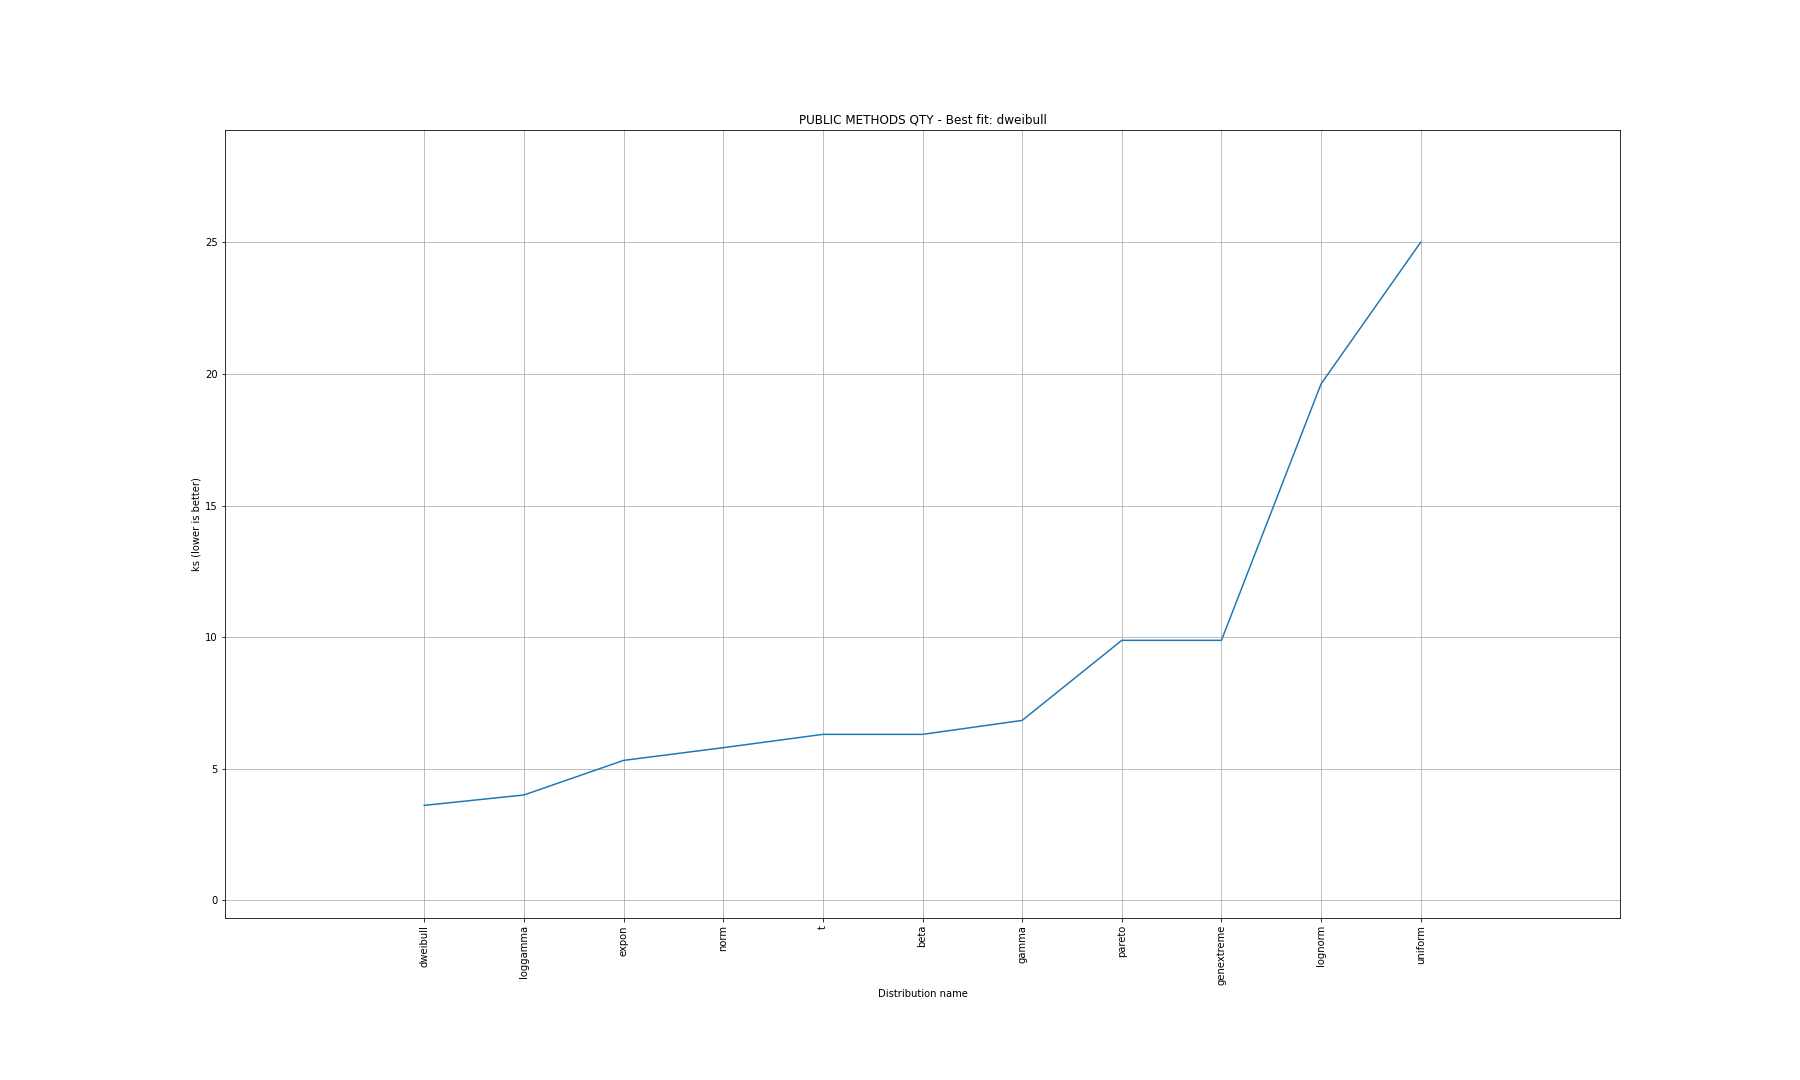 PUBLIC METHODS QTY - Best fit: dweibull
ks (lower is better)
25
20
15
10
5
0
dweibull
loggamma
expon
norm
t
beta
gamma
pareto
genextreme
lognorm
uniform
Distribution name